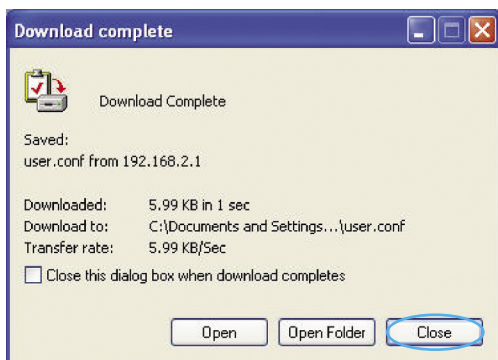 Download complete
Download Complete
Saved:
user.conf from 192.168.2.1
Downloaded: 5.99 KB in 1 sec
Download to: C:\Documents and Settings...\user.conf
Transfer rate: 5.99 KB/Sec
Close this dialog box when download completes
Open Open Folder Close